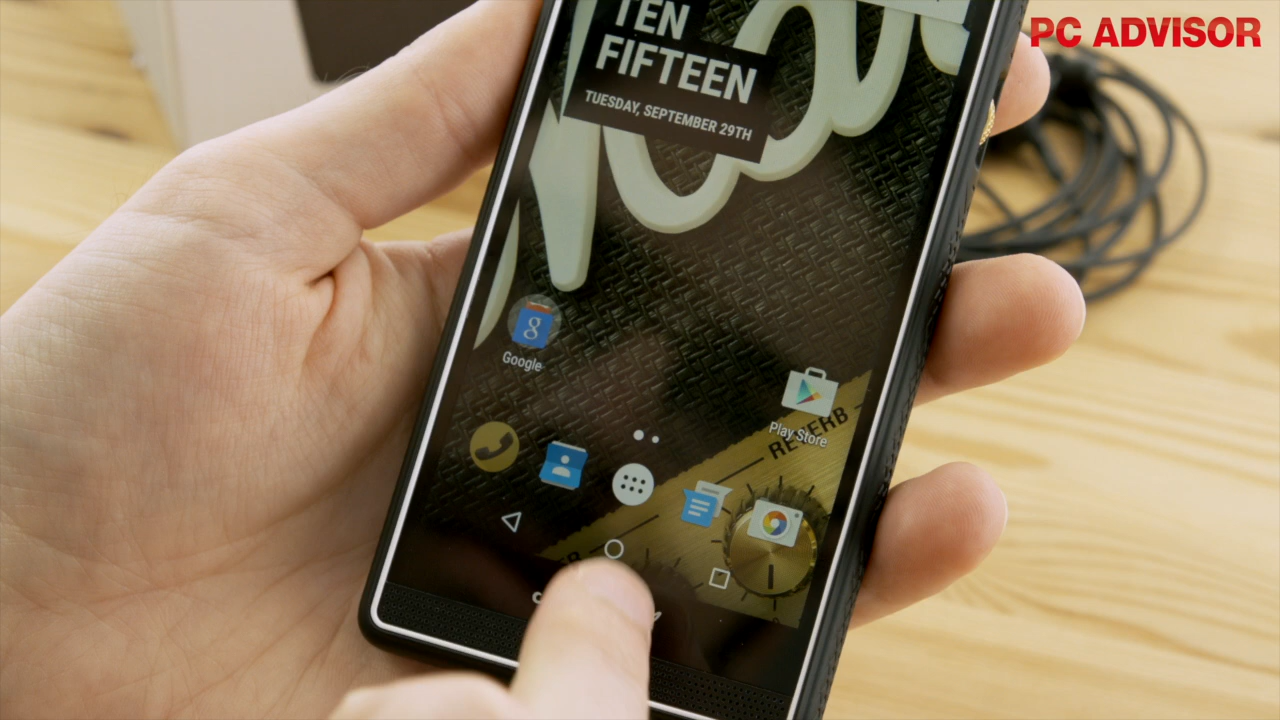 PC ADVISOR
TEN
FIFTEEN
TUESDAY, SEPTEMBER 29TH
Google
Play Store
REVERB